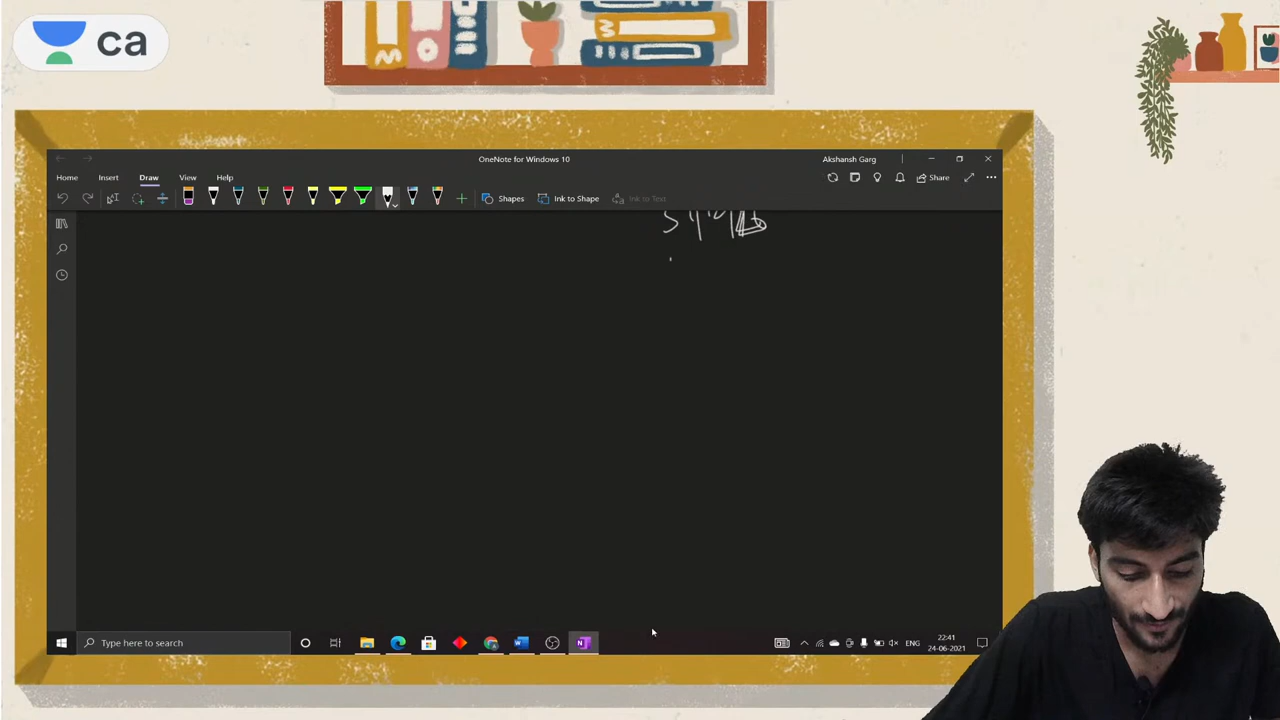 ca
OneNote for Windows 10
Akshansh Garg
Home Insert Draw View Help
Share
Shapes
Ink to Shape
Ink to Text
Type here to search
ENG
22:41
24-06-2021